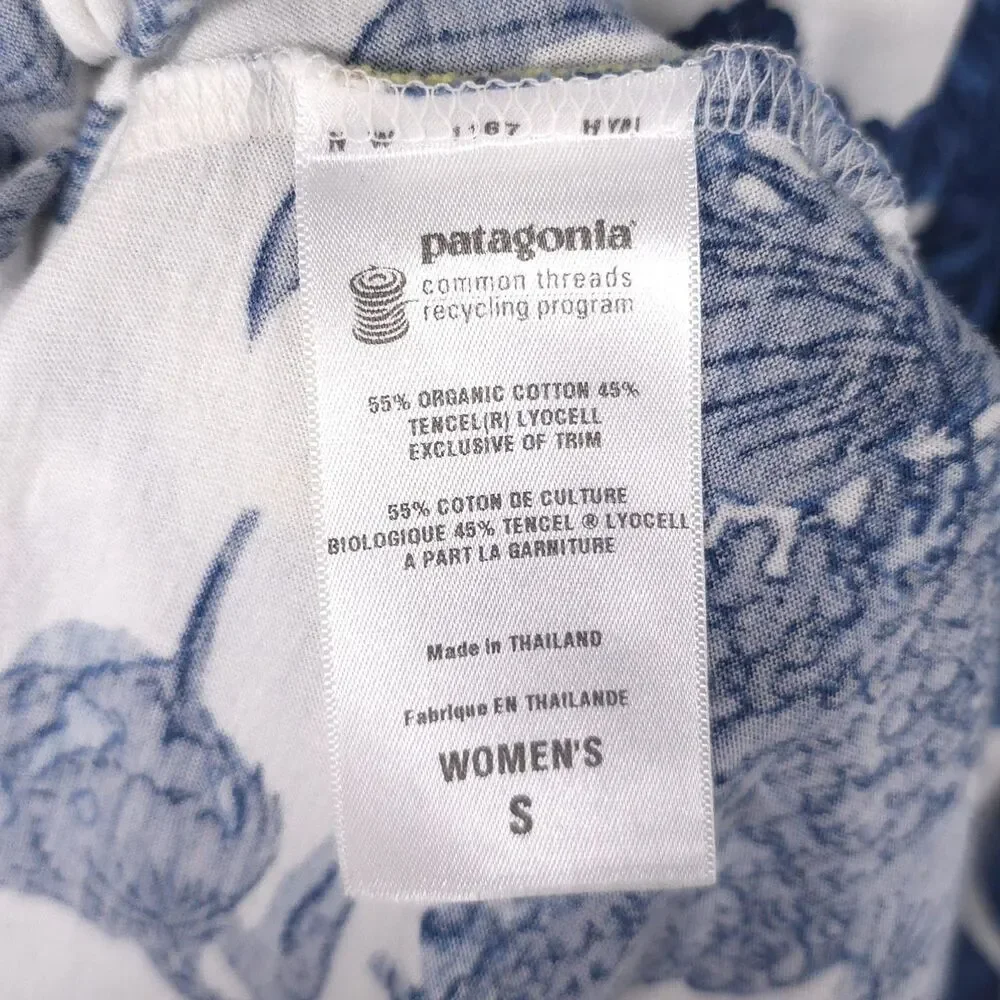 patagonia®
common threads
recycling program
55% ORGANIC COTTON 45%
TENCEL(R) LYOCELL
EXCLUSIVE OF TRIM
55% COTON DE CULTURE
BIOLOGIQUE 45% TENCEL ® LYOCELL
A PART LA GARNITURE
Made in THAILAND
Fabrique EN THAILANDE
WOMEN'S
S